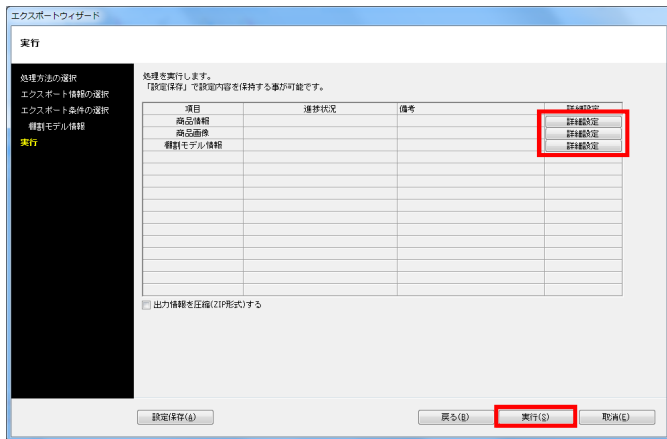 エクスポートウィザード
実行
処理方法の選択
エクスポート情報の選択
エクスポート条件の選択
棚割モデル情報
実行
処理を実行します。
「設定保存」で設定内容を保持する事が可能です。
項目 進捗状況 備考 詳細設定
商品情報 詳細設定
商品画像 詳細設定
棚割モデル情報 詳細設定
出力情報を圧縮(ZIP形式)する
設定保存(A) 戻る(B) 実行(S) 取消(E)